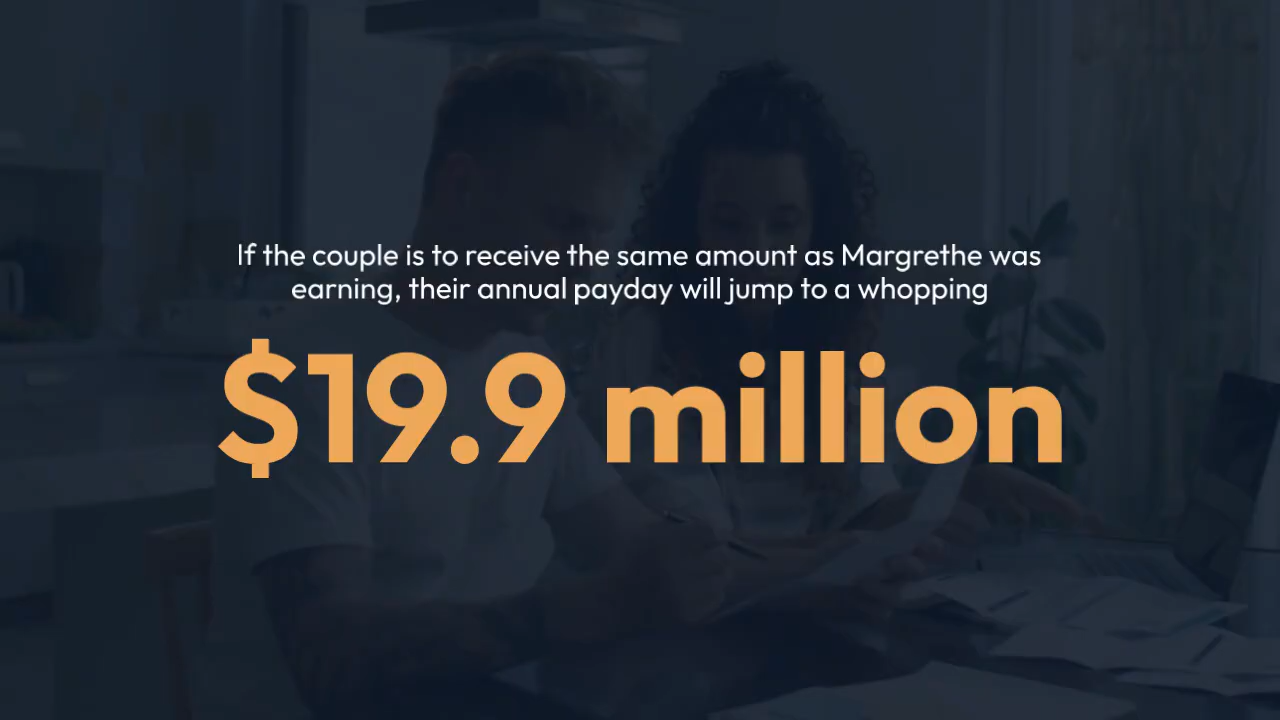 If the couple is to receive the same amount as Margrethe was
earning, their annual payday will jump to a whopping
$19.9 million